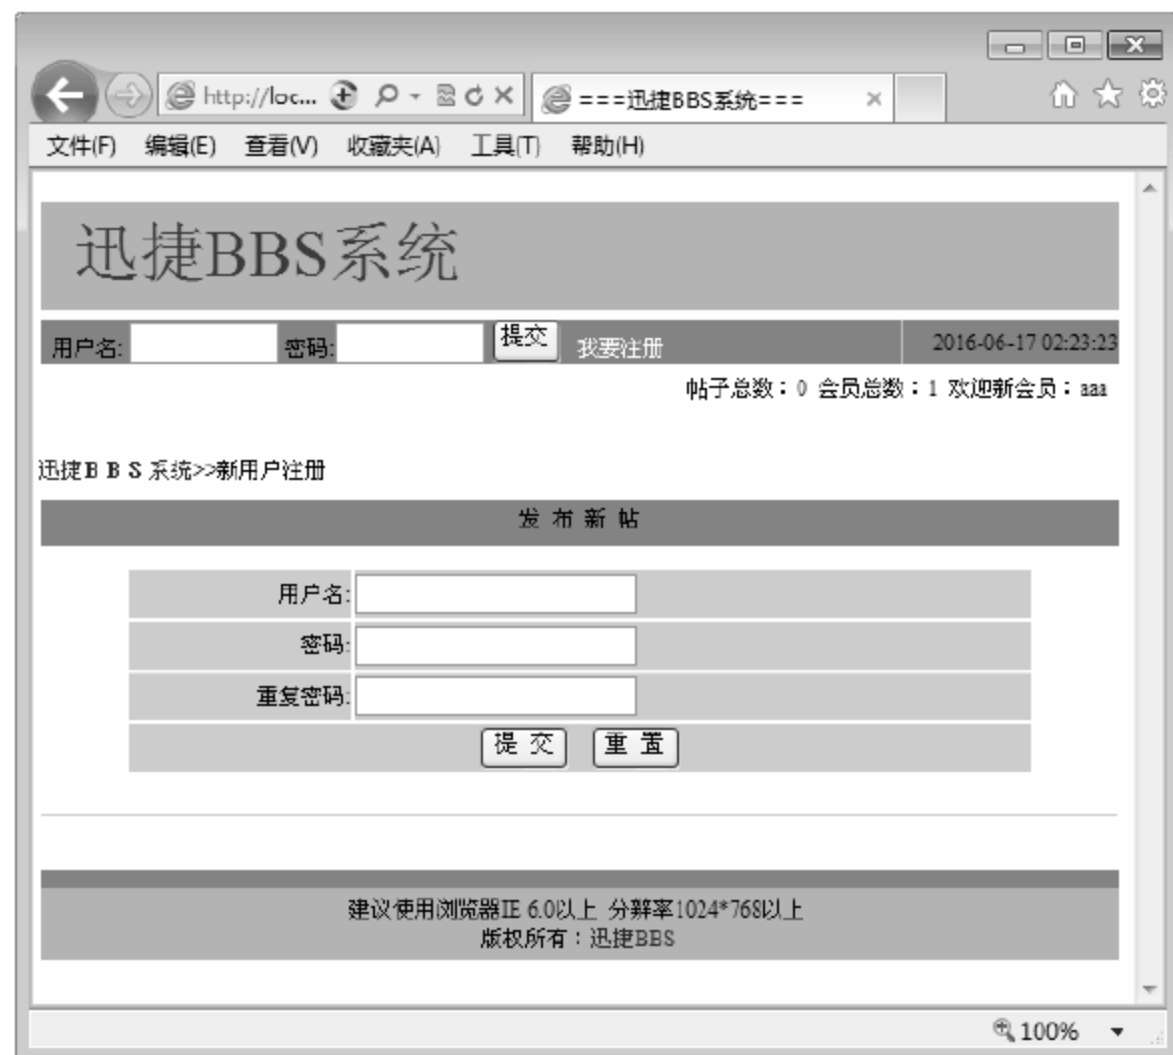 http://loc... ===迅捷BBS系统===
文件(F) 编辑(E) 查看(V) 收藏夹(A) 工具(T) 帮助(H)
迅捷BBS系统
用户名: 密码: 提交 我要注册 2016-06-17 02:23:23
帖子总数：0 会员总数：1 欢迎新会员：aaa
迅捷B B S 系统>>新用户注册
发 布 新 帖
用户名:
密码:
重复密码:
提 交 重 置
建议使用浏览器IE 6.0以上 分辨率1024*768以上
版权所有：迅捷BBS
100%